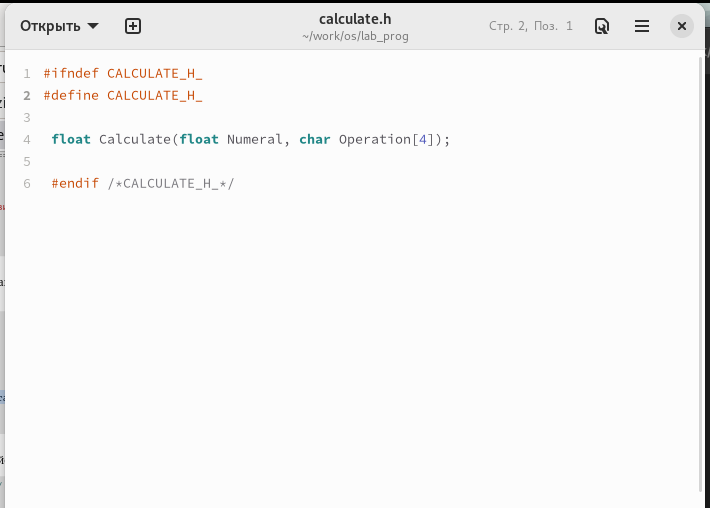 Открыть
calculate.h
~/work/os/lab_prog
Стр. 2, Поз. 1
1 #ifndef CALCULATE_H_
2 #define CALCULATE_H_
3
4 float Calculate(float Numeral, char Operation[4]);
5
6 #endif /*CALCULATE_H_*/